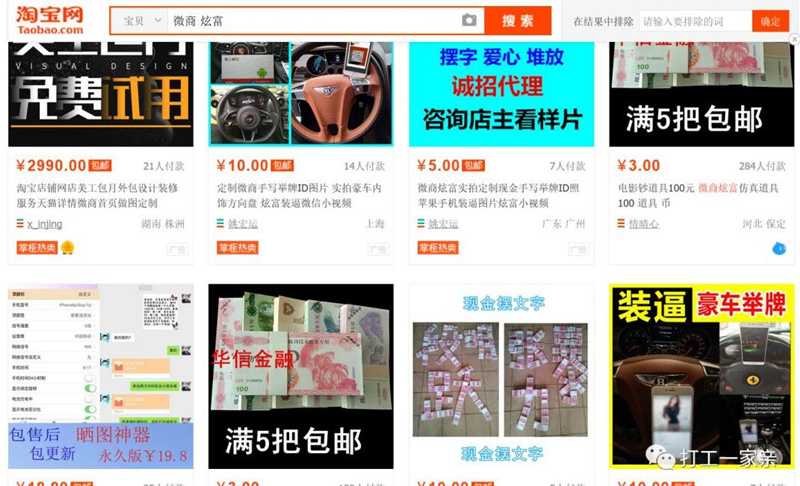 淘宝网
Taobao.com
宝贝
微商 炫富
搜 索
在结果中排除
请输入要排除的词
确定
VISUAL DESIGN
免费试用
摆字 爱心 堆放
诚招代理
咨询店主看样片
华信金融
满5把包邮
¥2990.00 包邮
21人付款
淘宝店铺网店美工包月外包设计装修
服务天猫详情微商首页做图定制
x_injing
湖南 株洲
掌柜热卖
广告
¥10.00 包邮
14人付款
定制微商手写举牌ID图片 实拍豪车内
饰方向盘 炫富装逼微信小视频
姚宏运
上海
掌柜热卖
广告
¥5.00 包邮
7人付款
微商炫富实拍定制现金手写举牌ID照
苹果手机装逼图片炫富小视频
姚宏运
广东 广州
掌柜热卖
广告
¥3.00
284人付款
电影钞道具100元 微商炫富仿真道具
100 道具 币
情晴心
河北 保定
包售后 晒图神器
包更新 永久版¥19.8
华信金融
100
满5把包邮
现金摆文字
现金摆文字
装逼 豪车举牌
打工一家亲
¥3.00